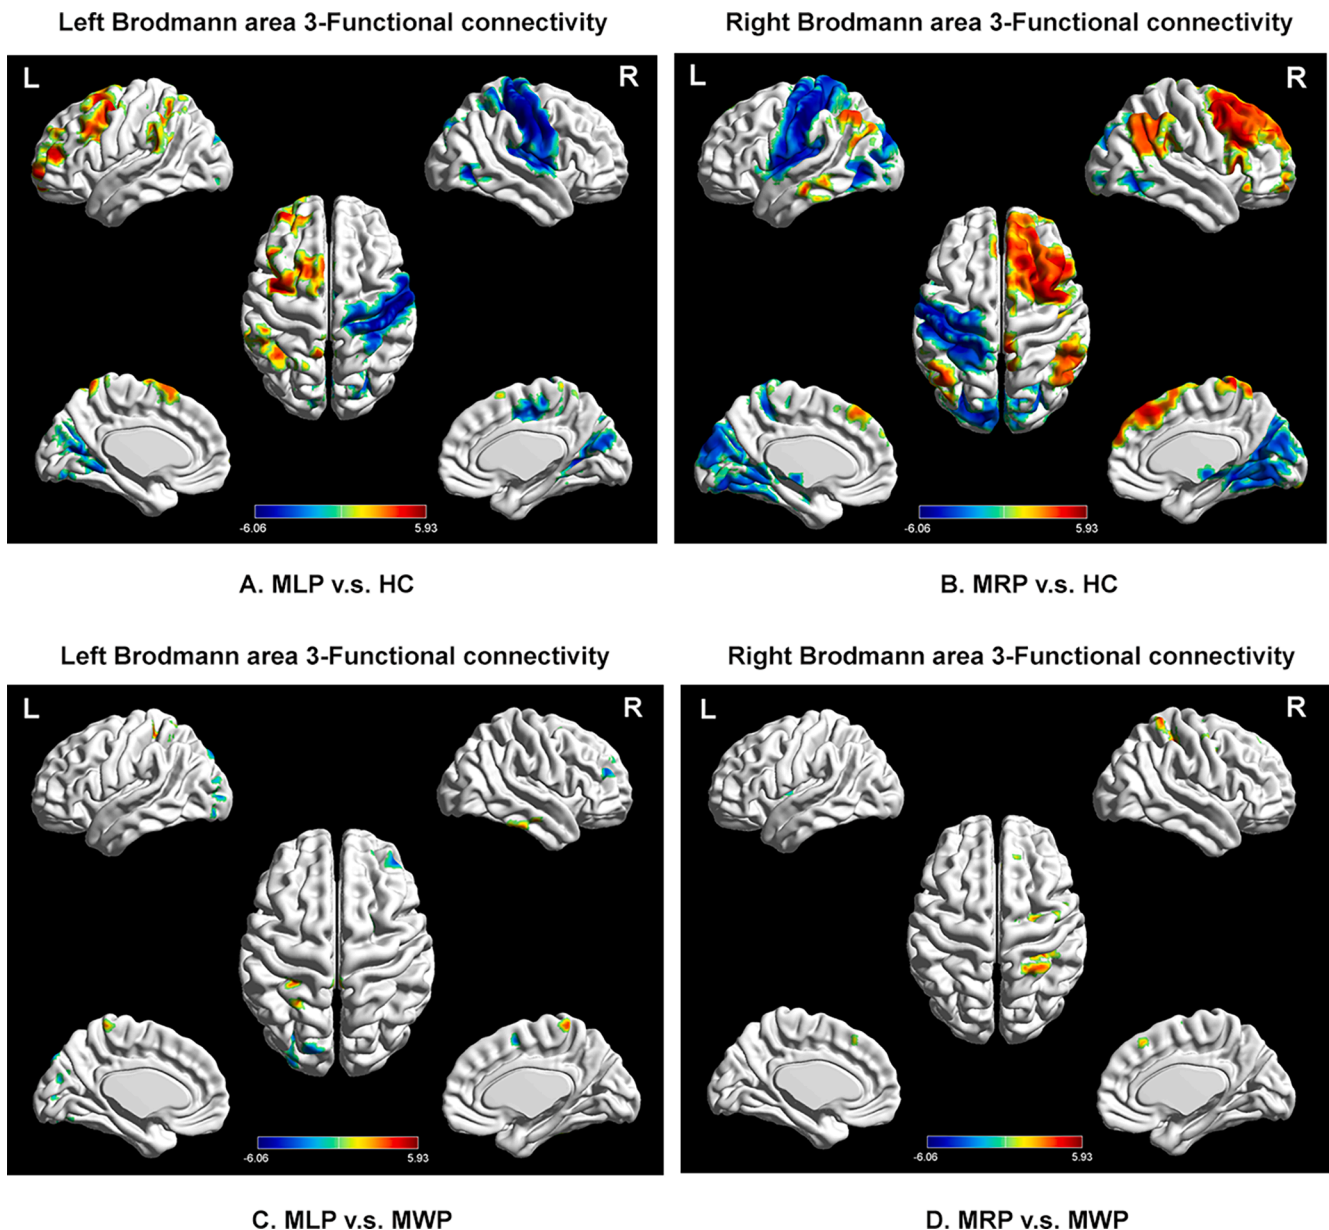 Left Brodmann area 3-Functional connectivity
Right Brodmann area 3-Functional connectivity
L
R
L
R
-6.06
5.93
-6.06
5.93
A. MLP v.s. HC
B. MRP v.s. HC
Left Brodmann area 3-Functional connectivity
Right Brodmann area 3-Functional connectivity
L
R
L
R
-6.06
5.93
-6.06
5.93
C. MLP v.s. MWP
D. MRP v.s. MWP